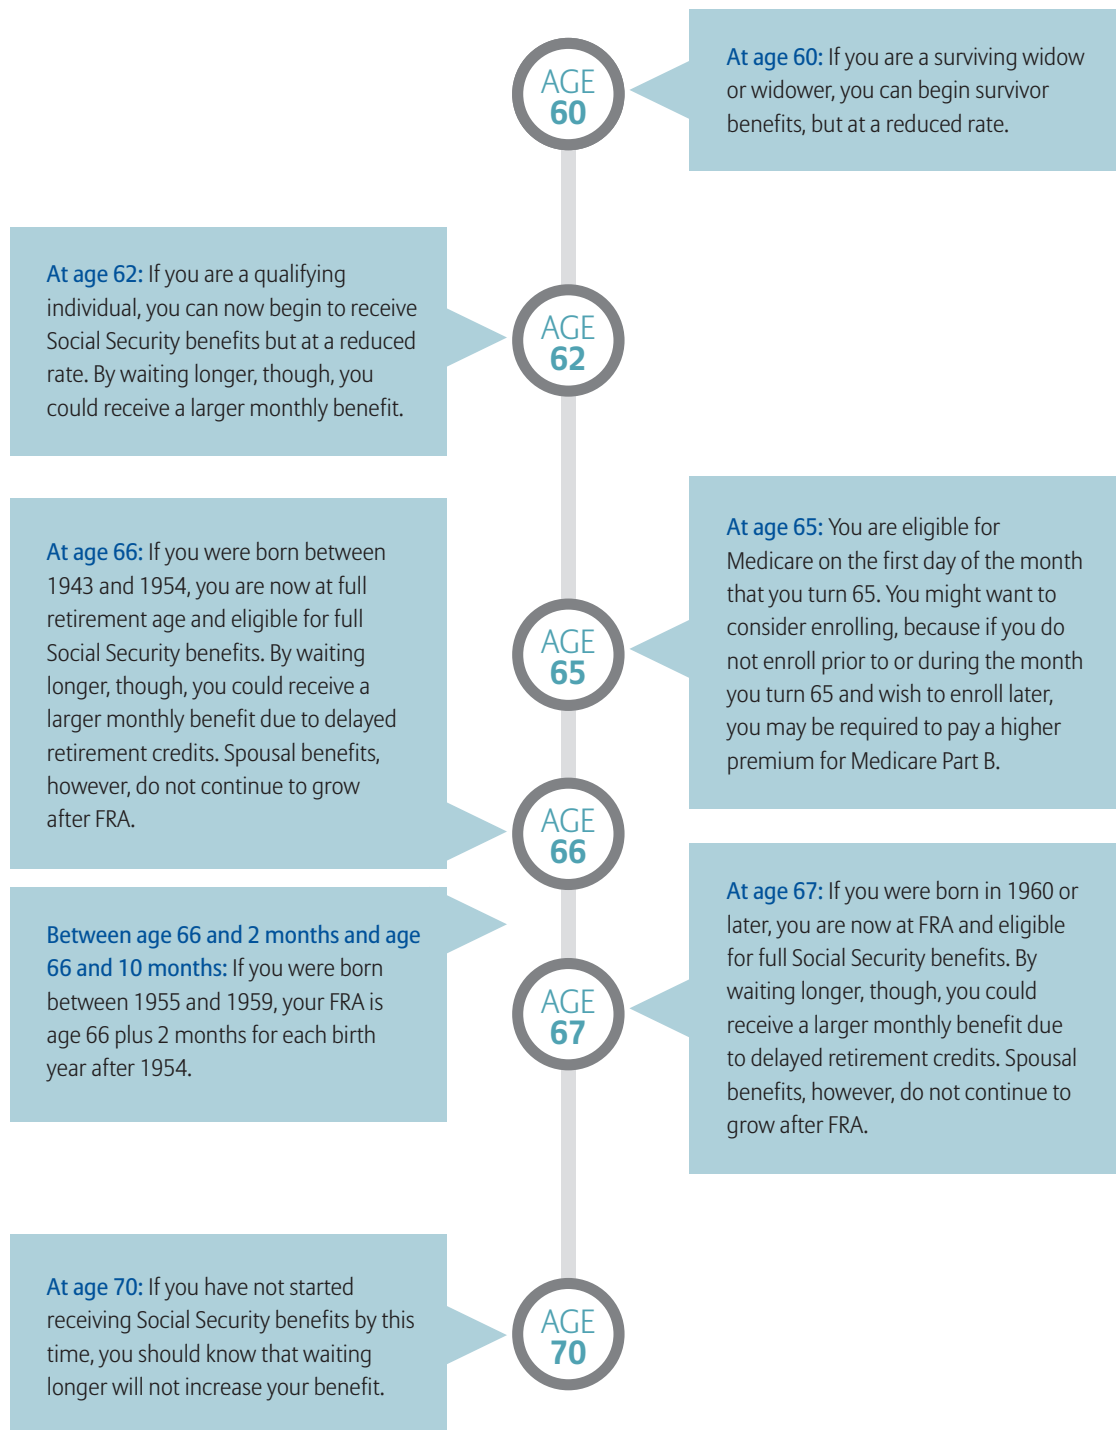 AGE
60
At age 60: If you are a surviving widow
or widower, you can begin survivor
benefits, but at a reduced rate.
At age 62: If you are a qualifying
individual, you can now begin to receive
Social Security benefits but at a reduced
rate. By waiting longer, though, you
could receive a larger monthly benefit.
AGE
62
At age 65: You are eligible for
Medicare on the first day of the month
that you turn 65. You might want to
consider enrolling, because if you do
not enroll prior to or during the month
you turn 65 and wish to enroll later,
you may be required to pay a higher
premium for Medicare Part B.
AGE
65
At age 66: If you were born between
1943 and 1954, you are now at full
retirement age and eligible for full
Social Security benefits. By waiting
longer, though, you could receive a
larger monthly benefit due to delayed
retirement credits. Spousal benefits,
however, do not continue to grow
after FRA.
AGE
66
Between age 66 and 2 months and age
66 and 10 months: If you were born
between 1955 and 1959, your FRA is
age 66 plus 2 months for each birth
year after 1954.
At age 67: If you were born in 1960 or
later, you are now at FRA and eligible
for full Social Security benefits. By
waiting longer, though, you could
receive a larger monthly benefit due
to delayed retirement credits. Spousal
benefits, however, do not continue to
grow after FRA.
AGE
67
At age 70: If you have not started
receiving Social Security benefits by this
time, you should know that waiting
longer will not increase your benefit.
AGE
70